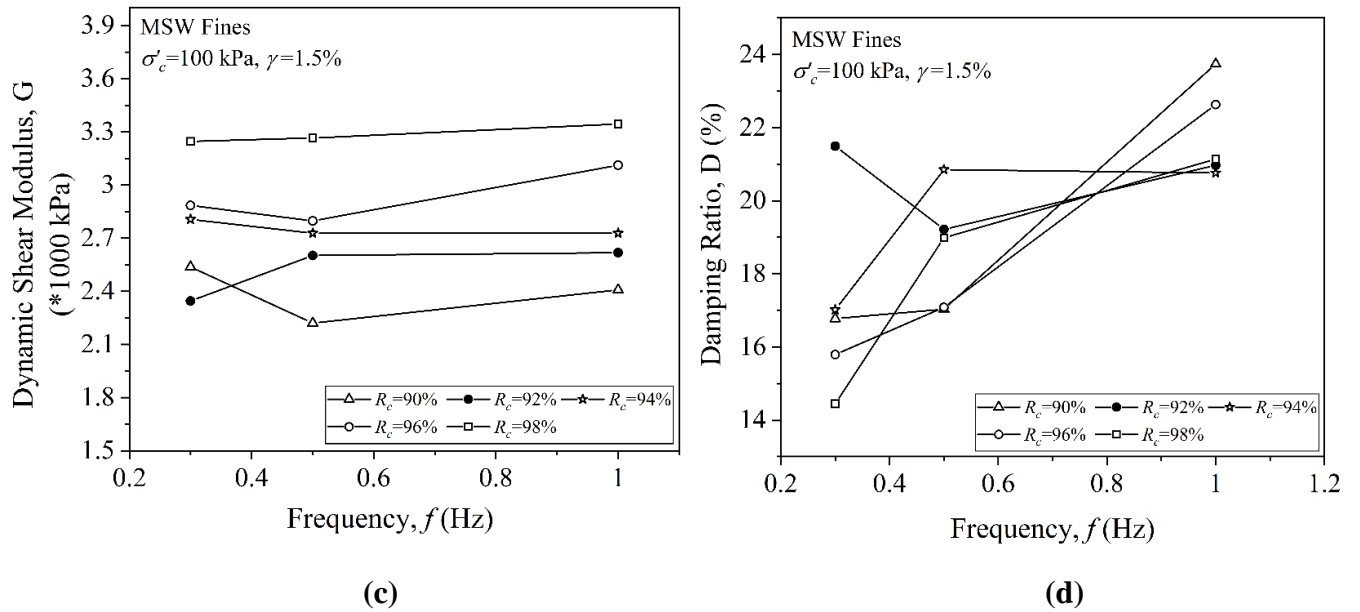 MSW Fines
σ′c=100 kPa, γ=1.5%
Dynamic Shear Modulus, G
(*1000 kPa)
3.9
3.6
3.3
3
2.7
2.4
2.1
1.8
1.5
Rc=90% Rc=92% Rc=94%
Rc=96% Rc=98%
0.2 0.4 0.6 0.8 1
Frequency, f (Hz)
(c)
MSW Fines
σ′c=100 kPa, γ=1.5%
Damping Ratio, D (%)
24
22
20
18
16
14
Rc=90% Rc=92% Rc=94%
Rc=96% Rc=98%
0.2 0.4 0.6 0.8 1 1.2
Frequency, f (Hz)
(d)